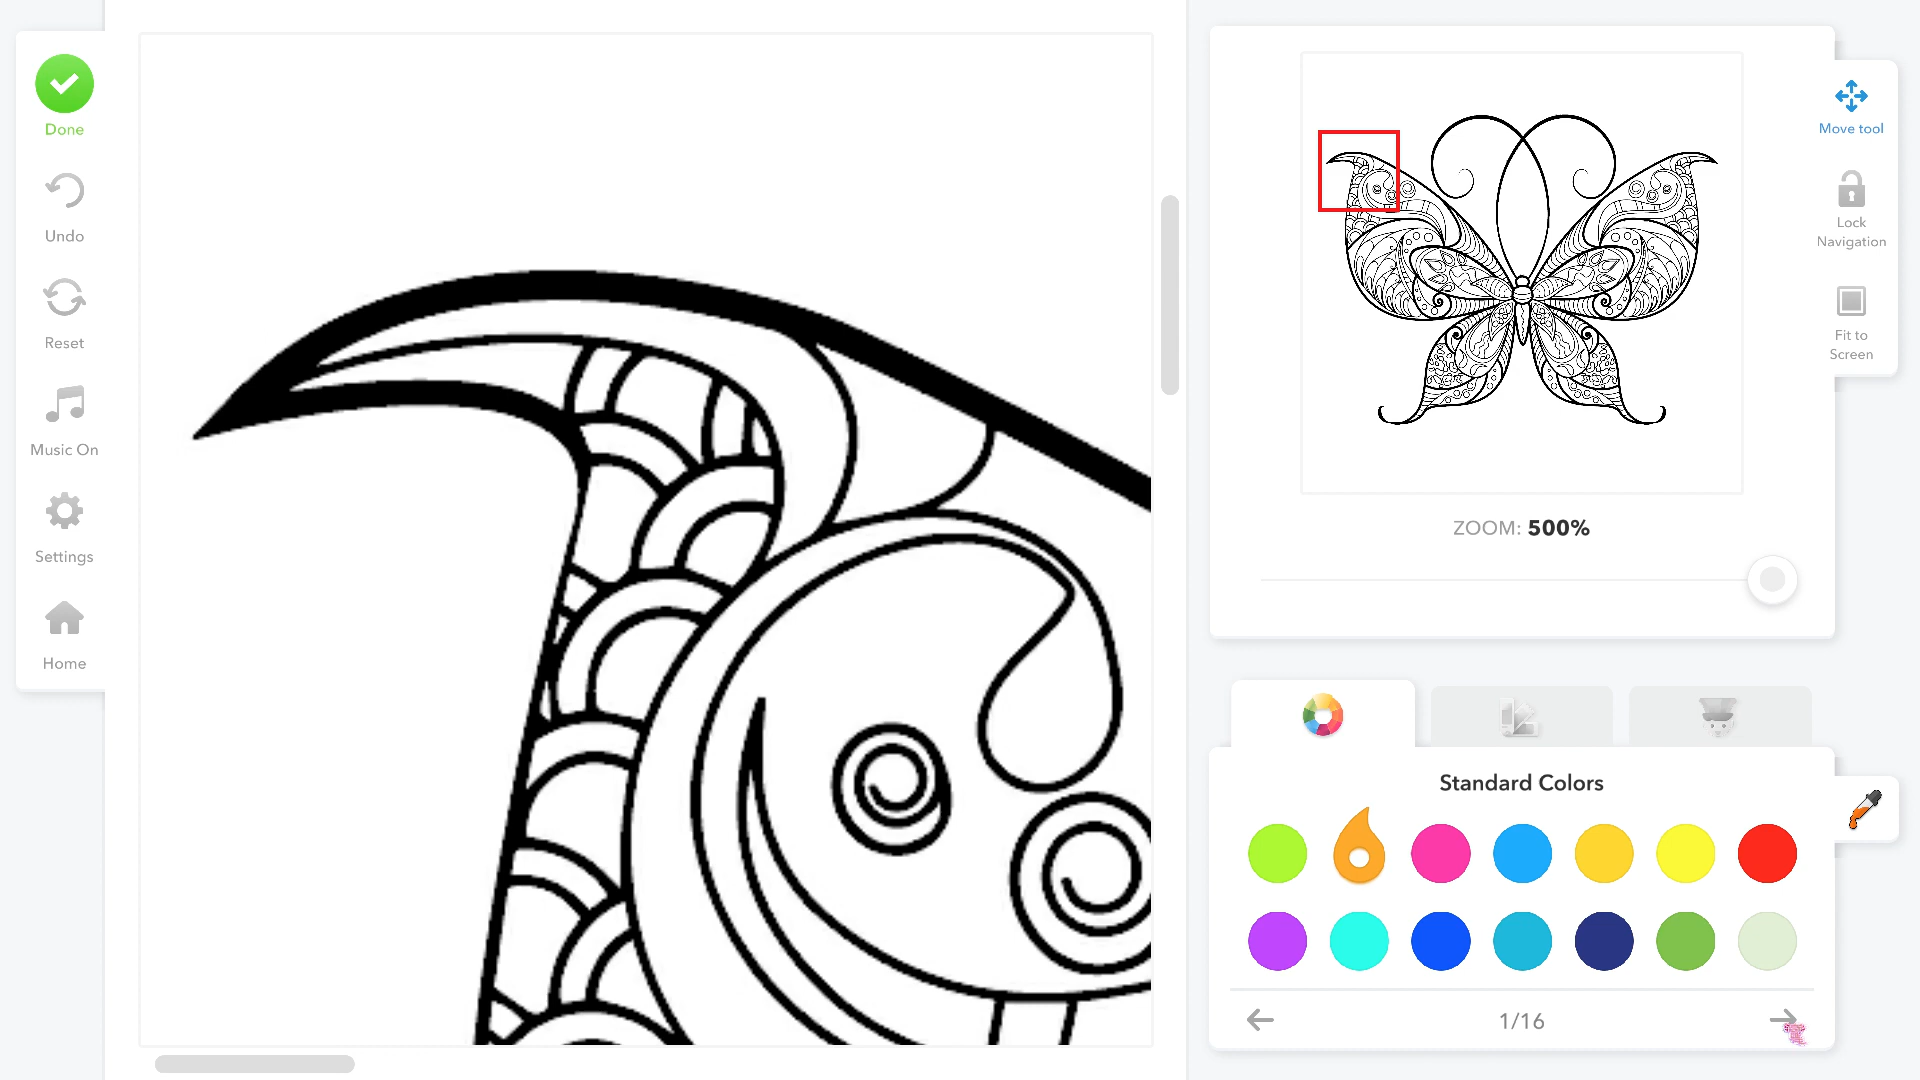 Done
Undo
Reset
Music On
Settings
Home
Move tool
Lock
Navigation
Fit to
Screen
ZOOM: 500%
Standard Colors
1/16